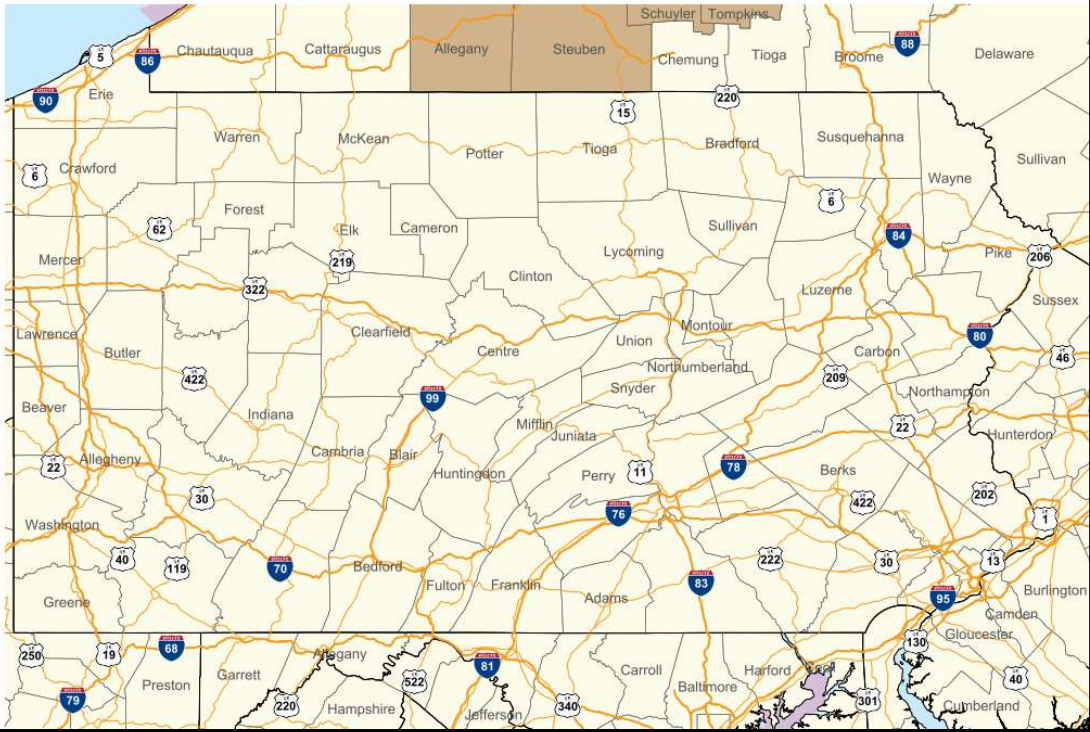 Schuyler Tompkins
5 Chautauqua Cattaraugus Allegany Steuben Chemung Tioga Broome 88 Delaware
86
90 Erie 220
15
Warren McKean Potter Tioga Bradford Susquehanna Sullivan
6 Crawford Wayne
Forest 6
62 Elk Cameron Sullivan 84
Mercer 219 Lycoming Pike 206
322 Clinton Luzerne Sussex
Lawrence Clearfield Montour 80
Butler Centre Union Carbon 46
422 Northumberland 209
99 Snyder Northampton
Beaver Indiana Mifflin 22
Juniata Hunterdon
22 Allegheny Cambria Blair Huntingdon Perry 11 78 Berks
30 422 202
Washington 76 1
40 119 70 Bedford 222 30 13
Greene Fulton Franklin Adams 83 95 Burlington
Camden
250 19 68 Allegany 130 Gloucester
Garrett 81 Carroll Harford 40
79 Preston 522 Baltimore 301
220 Hampshire Jefferson 340 Cumberland